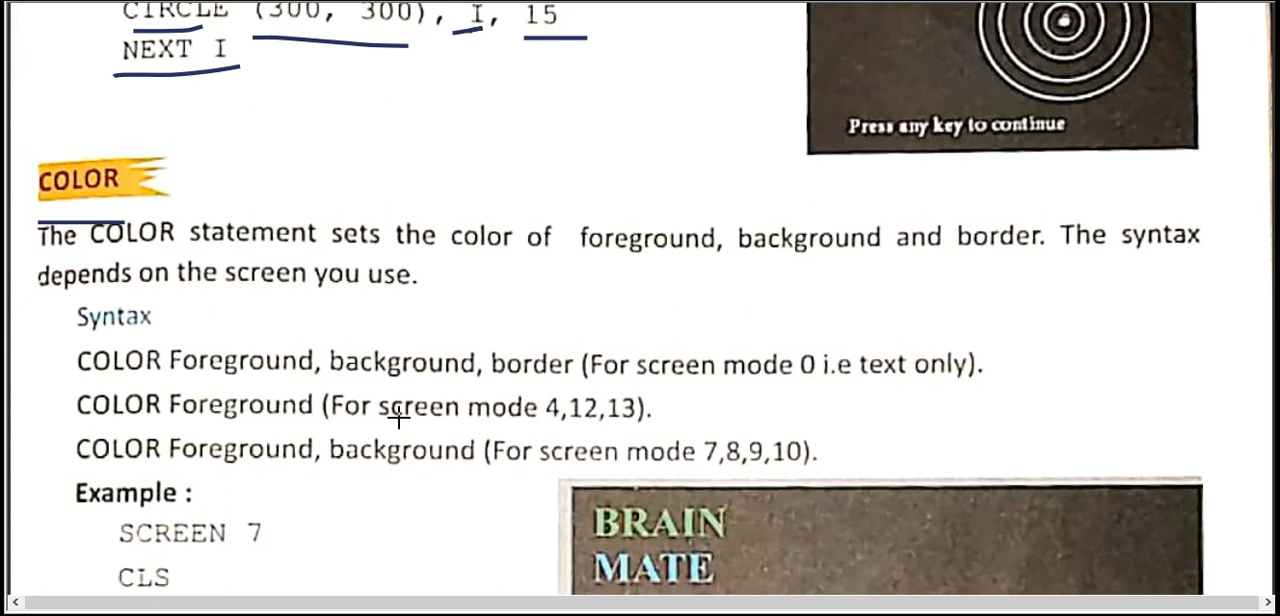 CIRCLE (300, 300), I, 15
NEXT I
Press any key to continue
COLOR
The COLOR statement sets the color of foreground, background and border. The syntax
depends on the screen you use.
Syntax
COLOR Foreground, background, border (For screen mode 0 i.e text only).
COLOR Foreground (For screen mode 4,12,13).
COLOR Foreground, background (For screen mode 7,8,9,10).
Example :
SCREEN 7
CLS
BRAIN
MATE